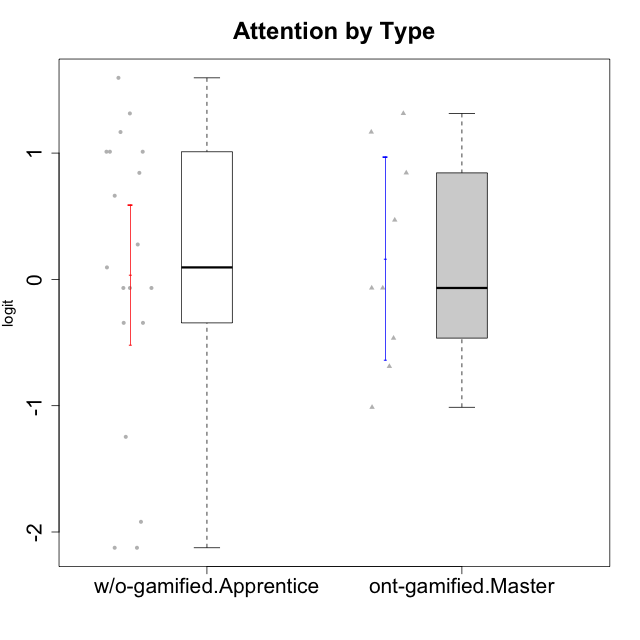 Attention by Type
logit
1
0
-1
-2
w/o-gamified.Apprentice
ont-gamified.Master